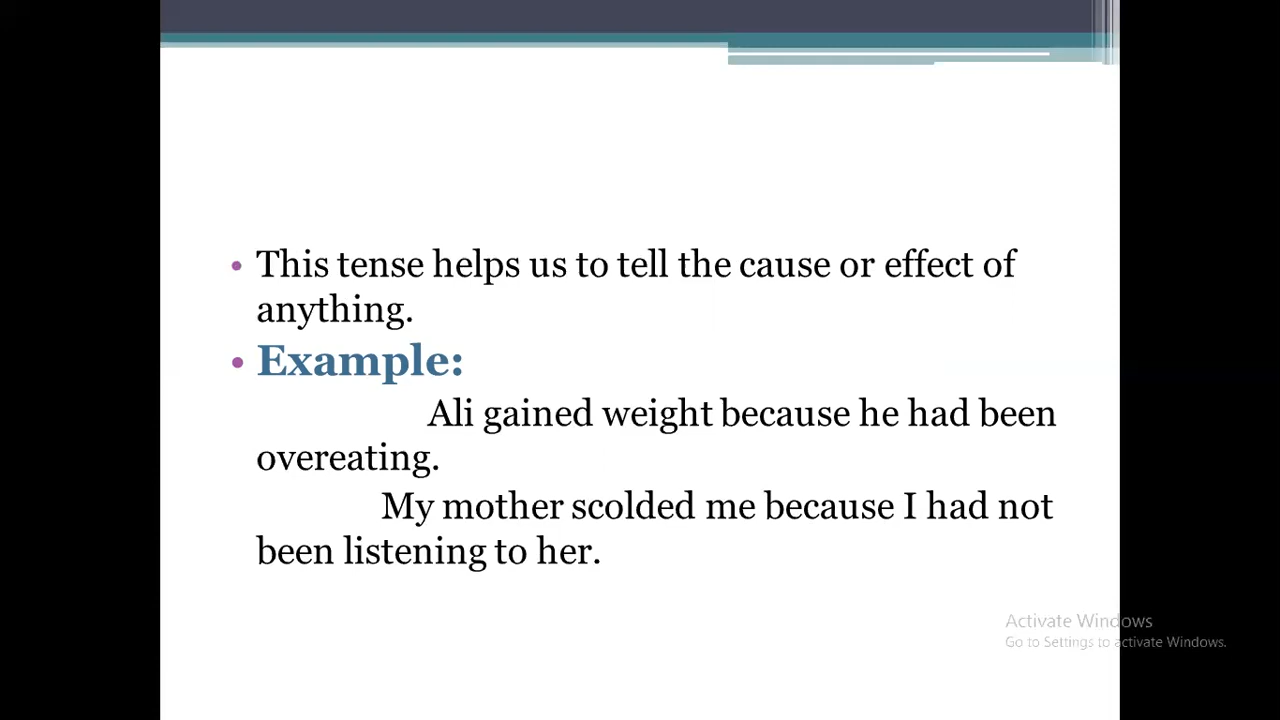 • This tense helps us to tell the cause or effect of
anything.
• Example:
Ali gained weight because he had been
overeating.
My mother scolded me because I had not
been listening to her.
Activate Windows
Go to Settings to activate Windows.